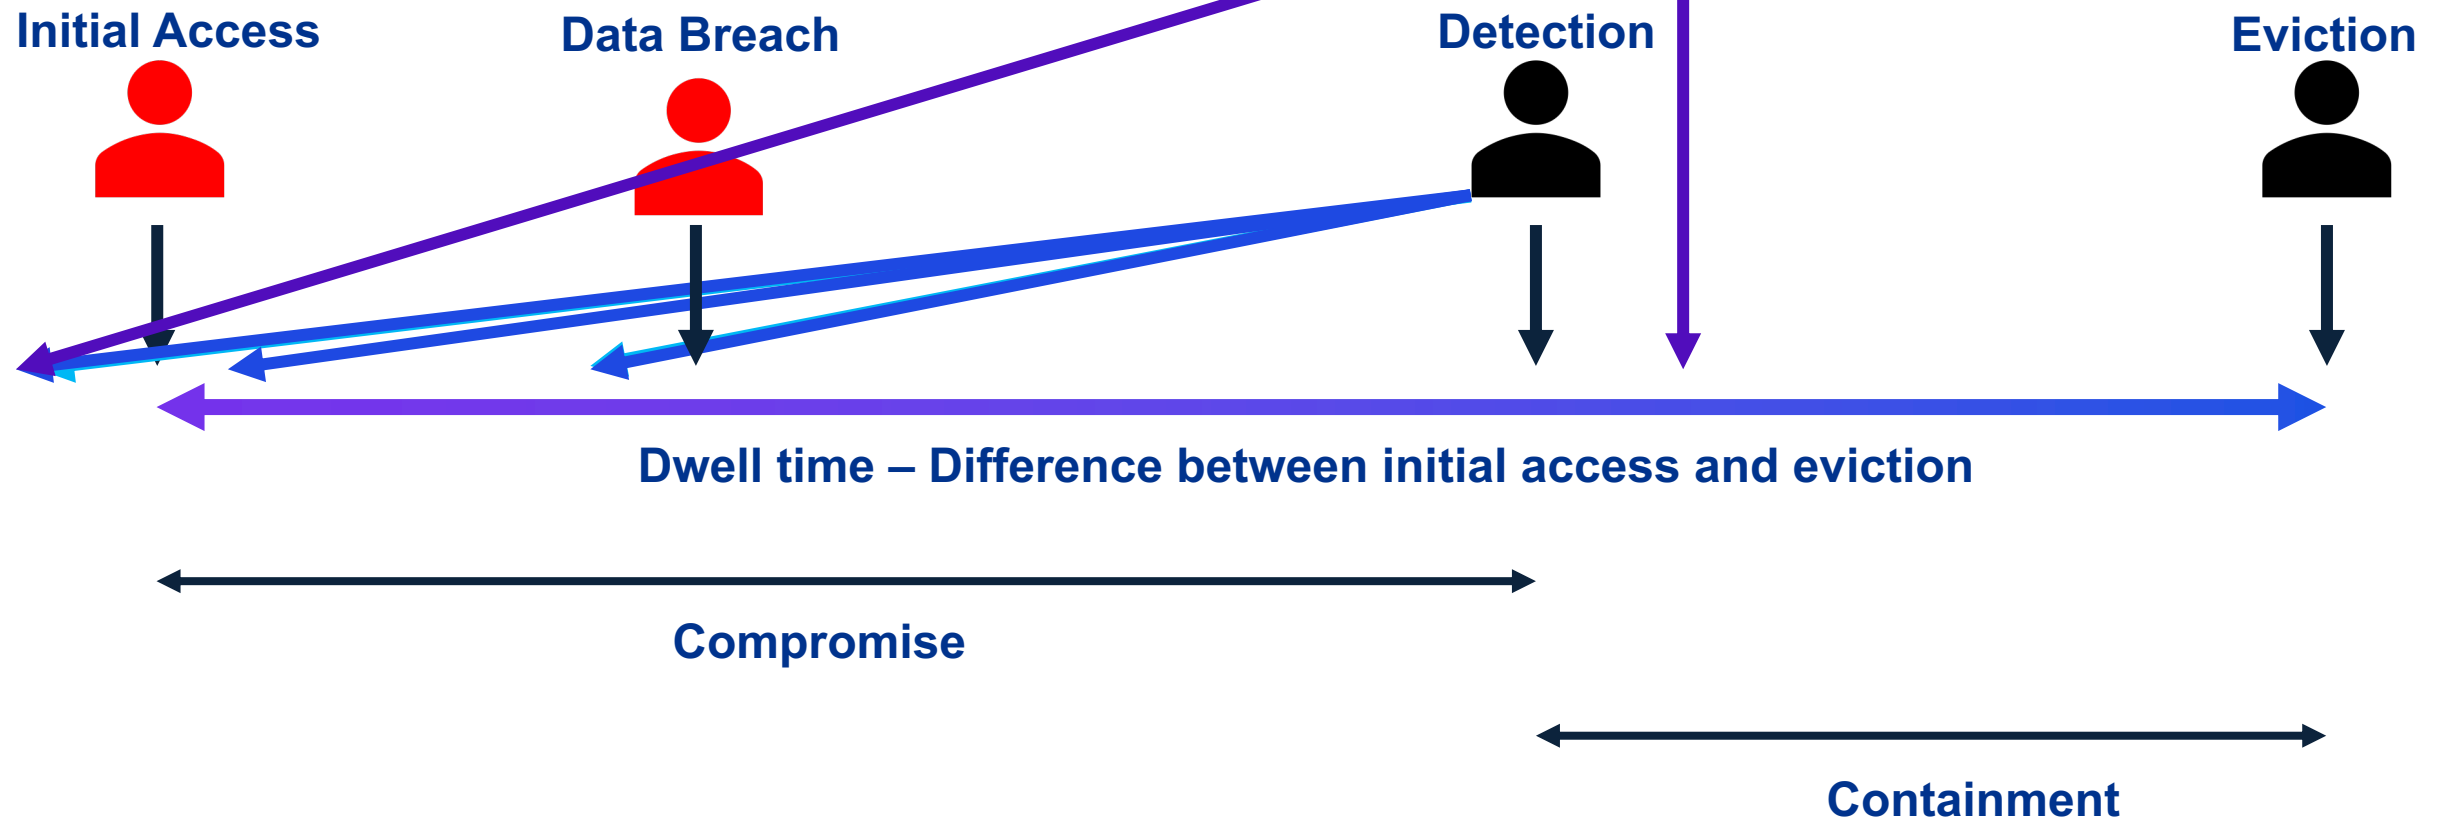 Initial Access
Data Breach
Detection
Eviction
Dwell time – Difference between initial access and eviction
Compromise
Containment